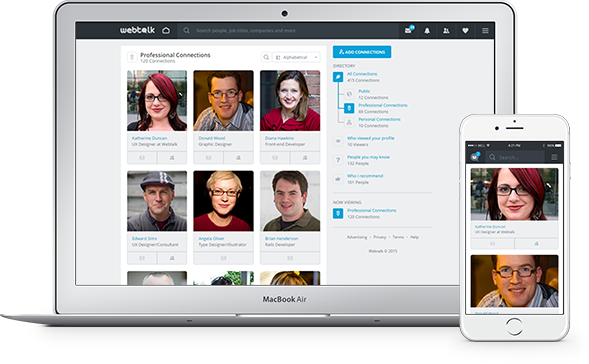 webtalk
Search people, job titles, companies and more
Professional Connections
120 Connections
Alphabetical
ADD CONNECTIONS
DIRECTORY
All Connections
415 Connections
Public
12 Connections
Professional Connections
Personal Connections
10 Connections
Who viewed your profile
10 Viewers
People you may know
132 People
Who I recommend
101 People
NOW VIEWING
Professional Connections
120 Connections
Advertising · Privacy · Terms · Help
Webtalk © 2015
Katherine Duncan
UX Designer at Webtalk
Donald Wood
Graphic Designer
Diana Hawkins
Front-end Developer
Edward Sims
UX Designer/Consultant
Angela Oliver
Type Designer/Illustrator
Brian Henderson
Rails Developer
MacBook Air
4:21 PM
Search...
Katherine Duncan
UX Designer at Webtalk